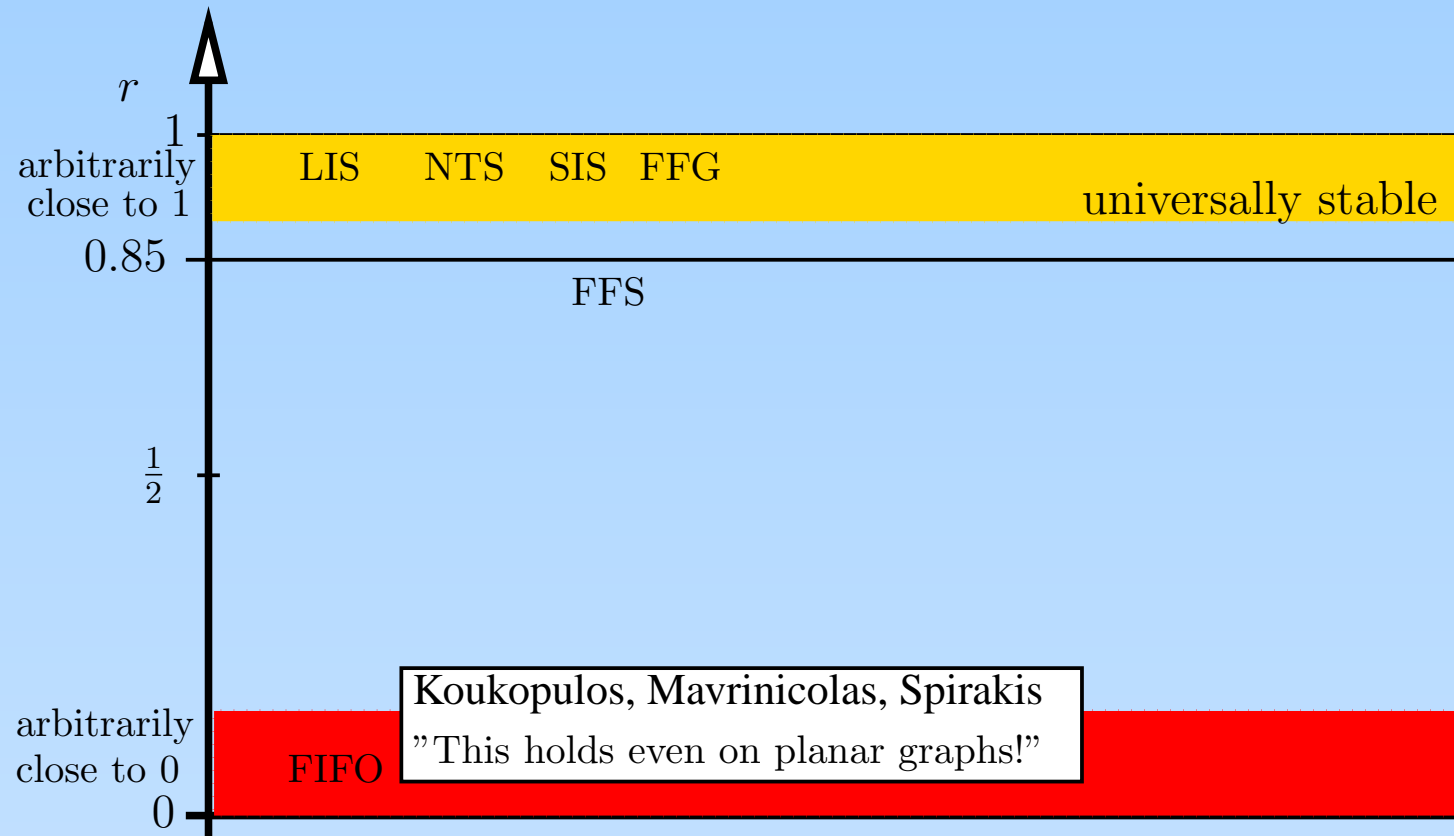 r
1
arbitrarily
close to 1
LIS NTS SIS FFG
universally stable
0.85
FFS
1/2
Koukopulos, Mavrinicolas, Spirakis
”This holds even on planar graphs!”
arbitrarily
close to 0
FIFO
0